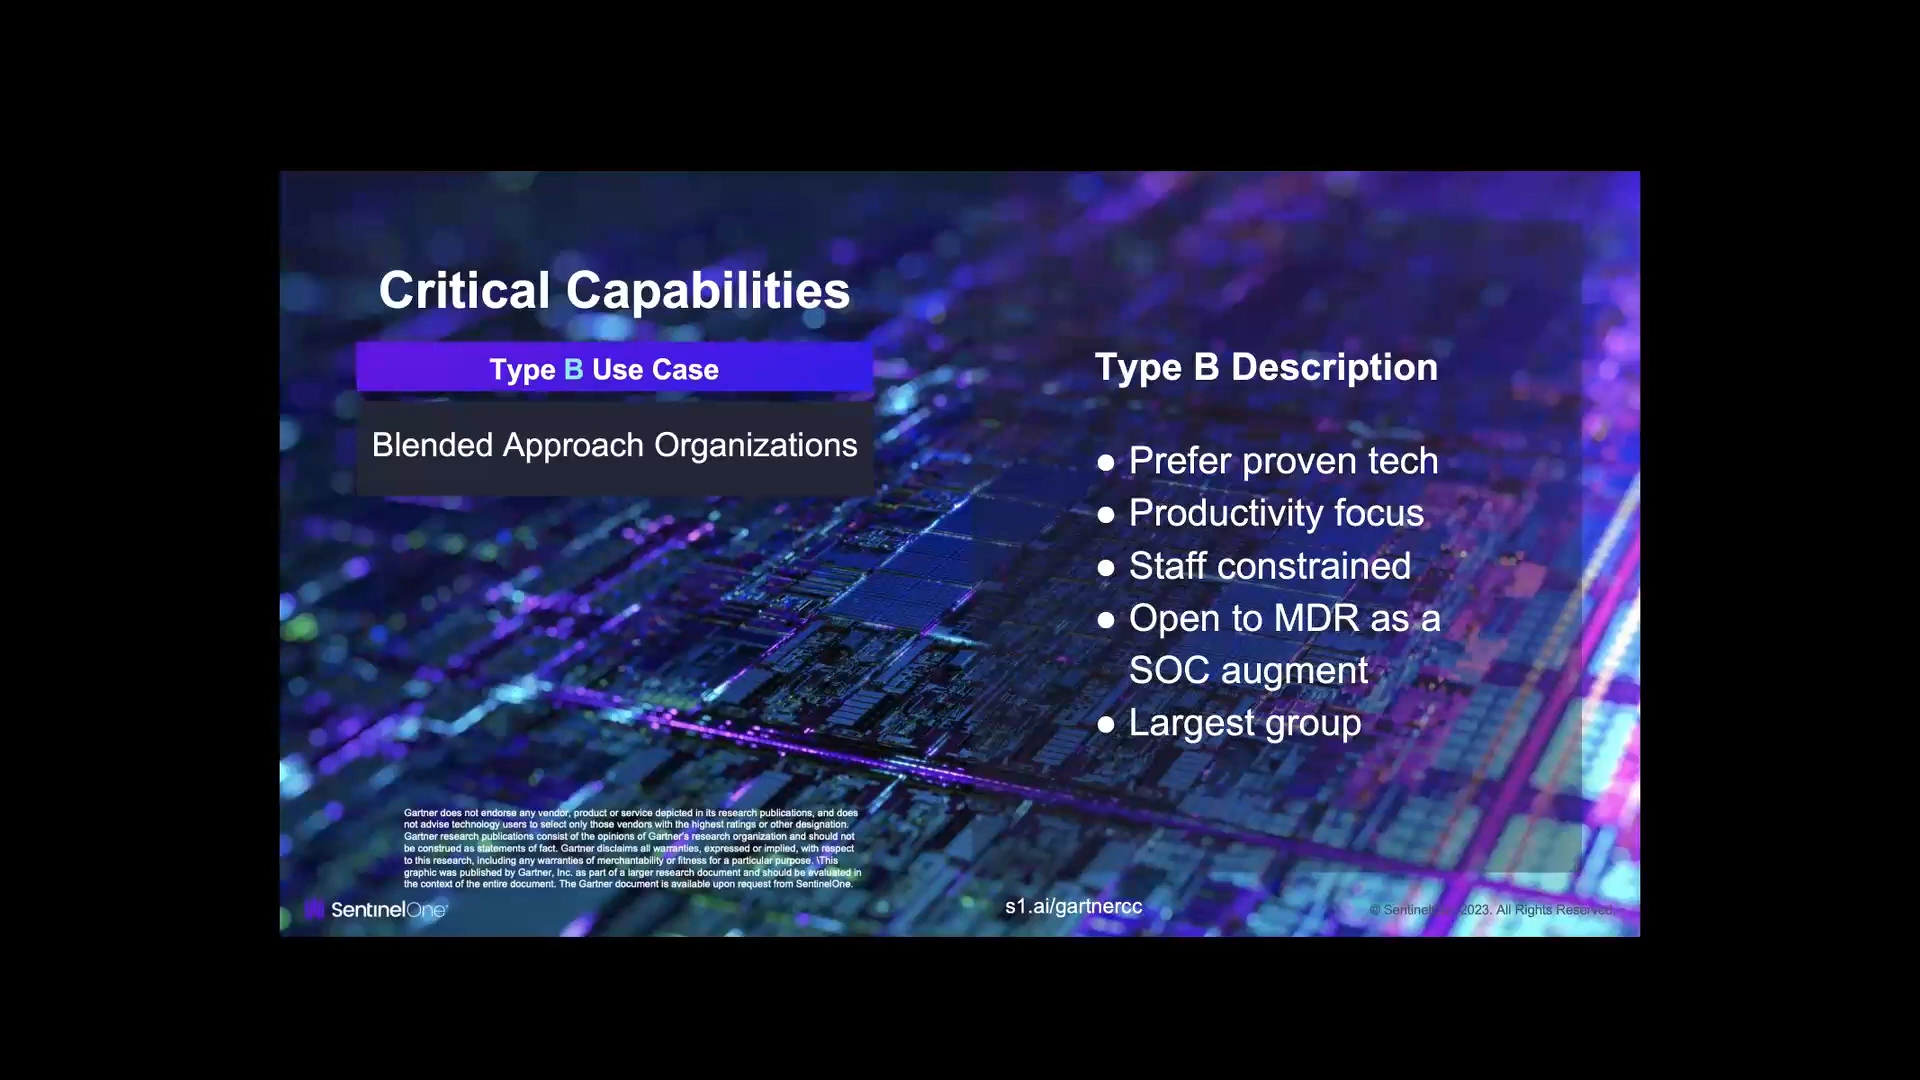 Critical Capabilities
Type B Use Case
Blended Approach Organizations
Type B Description
● Prefer proven tech
● Productivity focus
● Staff constrained
● Open to MDR as a
SOC augment
● Largest group
Gartner does not endorse any vendor, product or service depicted in its research publications, and does
not advise technology users to select only those vendors with the highest ratings or other designation.
Gartner research publications consist of the opinions of Gartner's research organization and should not
be construed as statements of fact. Gartner disclaims all warranties, expressed or implied, with respect
to this research, including any warranties of merchantability or fitness for a particular purpose. \This
graphic was published by Gartner, Inc. as part of a larger research document and should be evaluated in
the context of the entire document. The Gartner document is available upon request from SentinelOne.
SentinelOne
s1.ai/gartnercc
© 2023. All Rights Reserved.